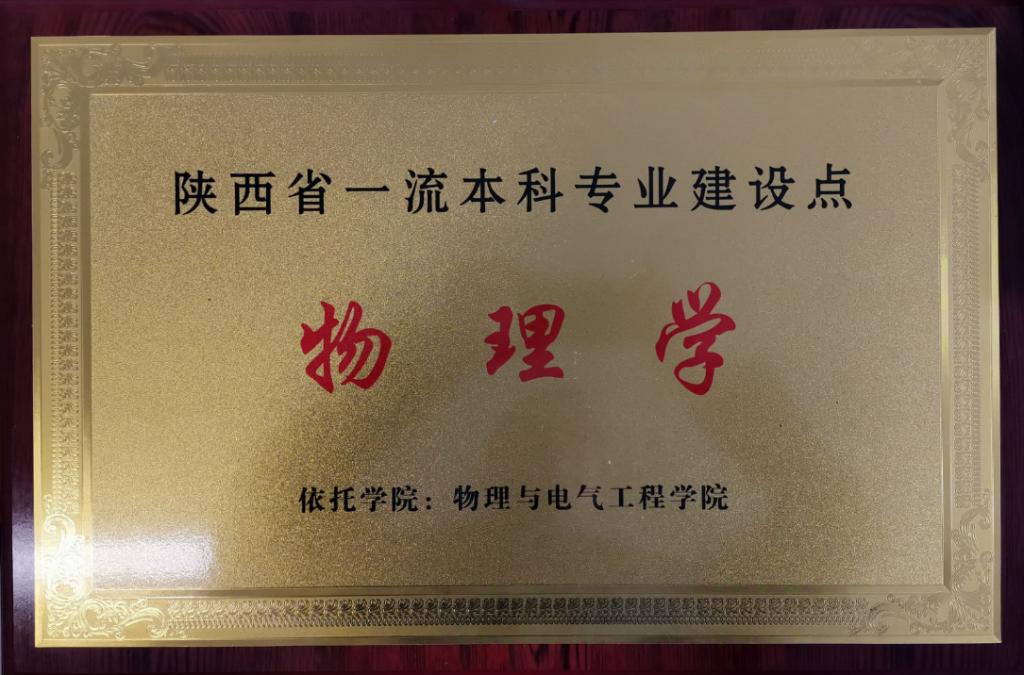 陕西省一流本科专业建设点
物理学
依托学院：物理与电气工程学院